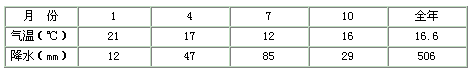 月 份 1 4 7 10 全年
气温（℃） 21 17 12 16 16.6
降水（mm） 12 47 85 29 506